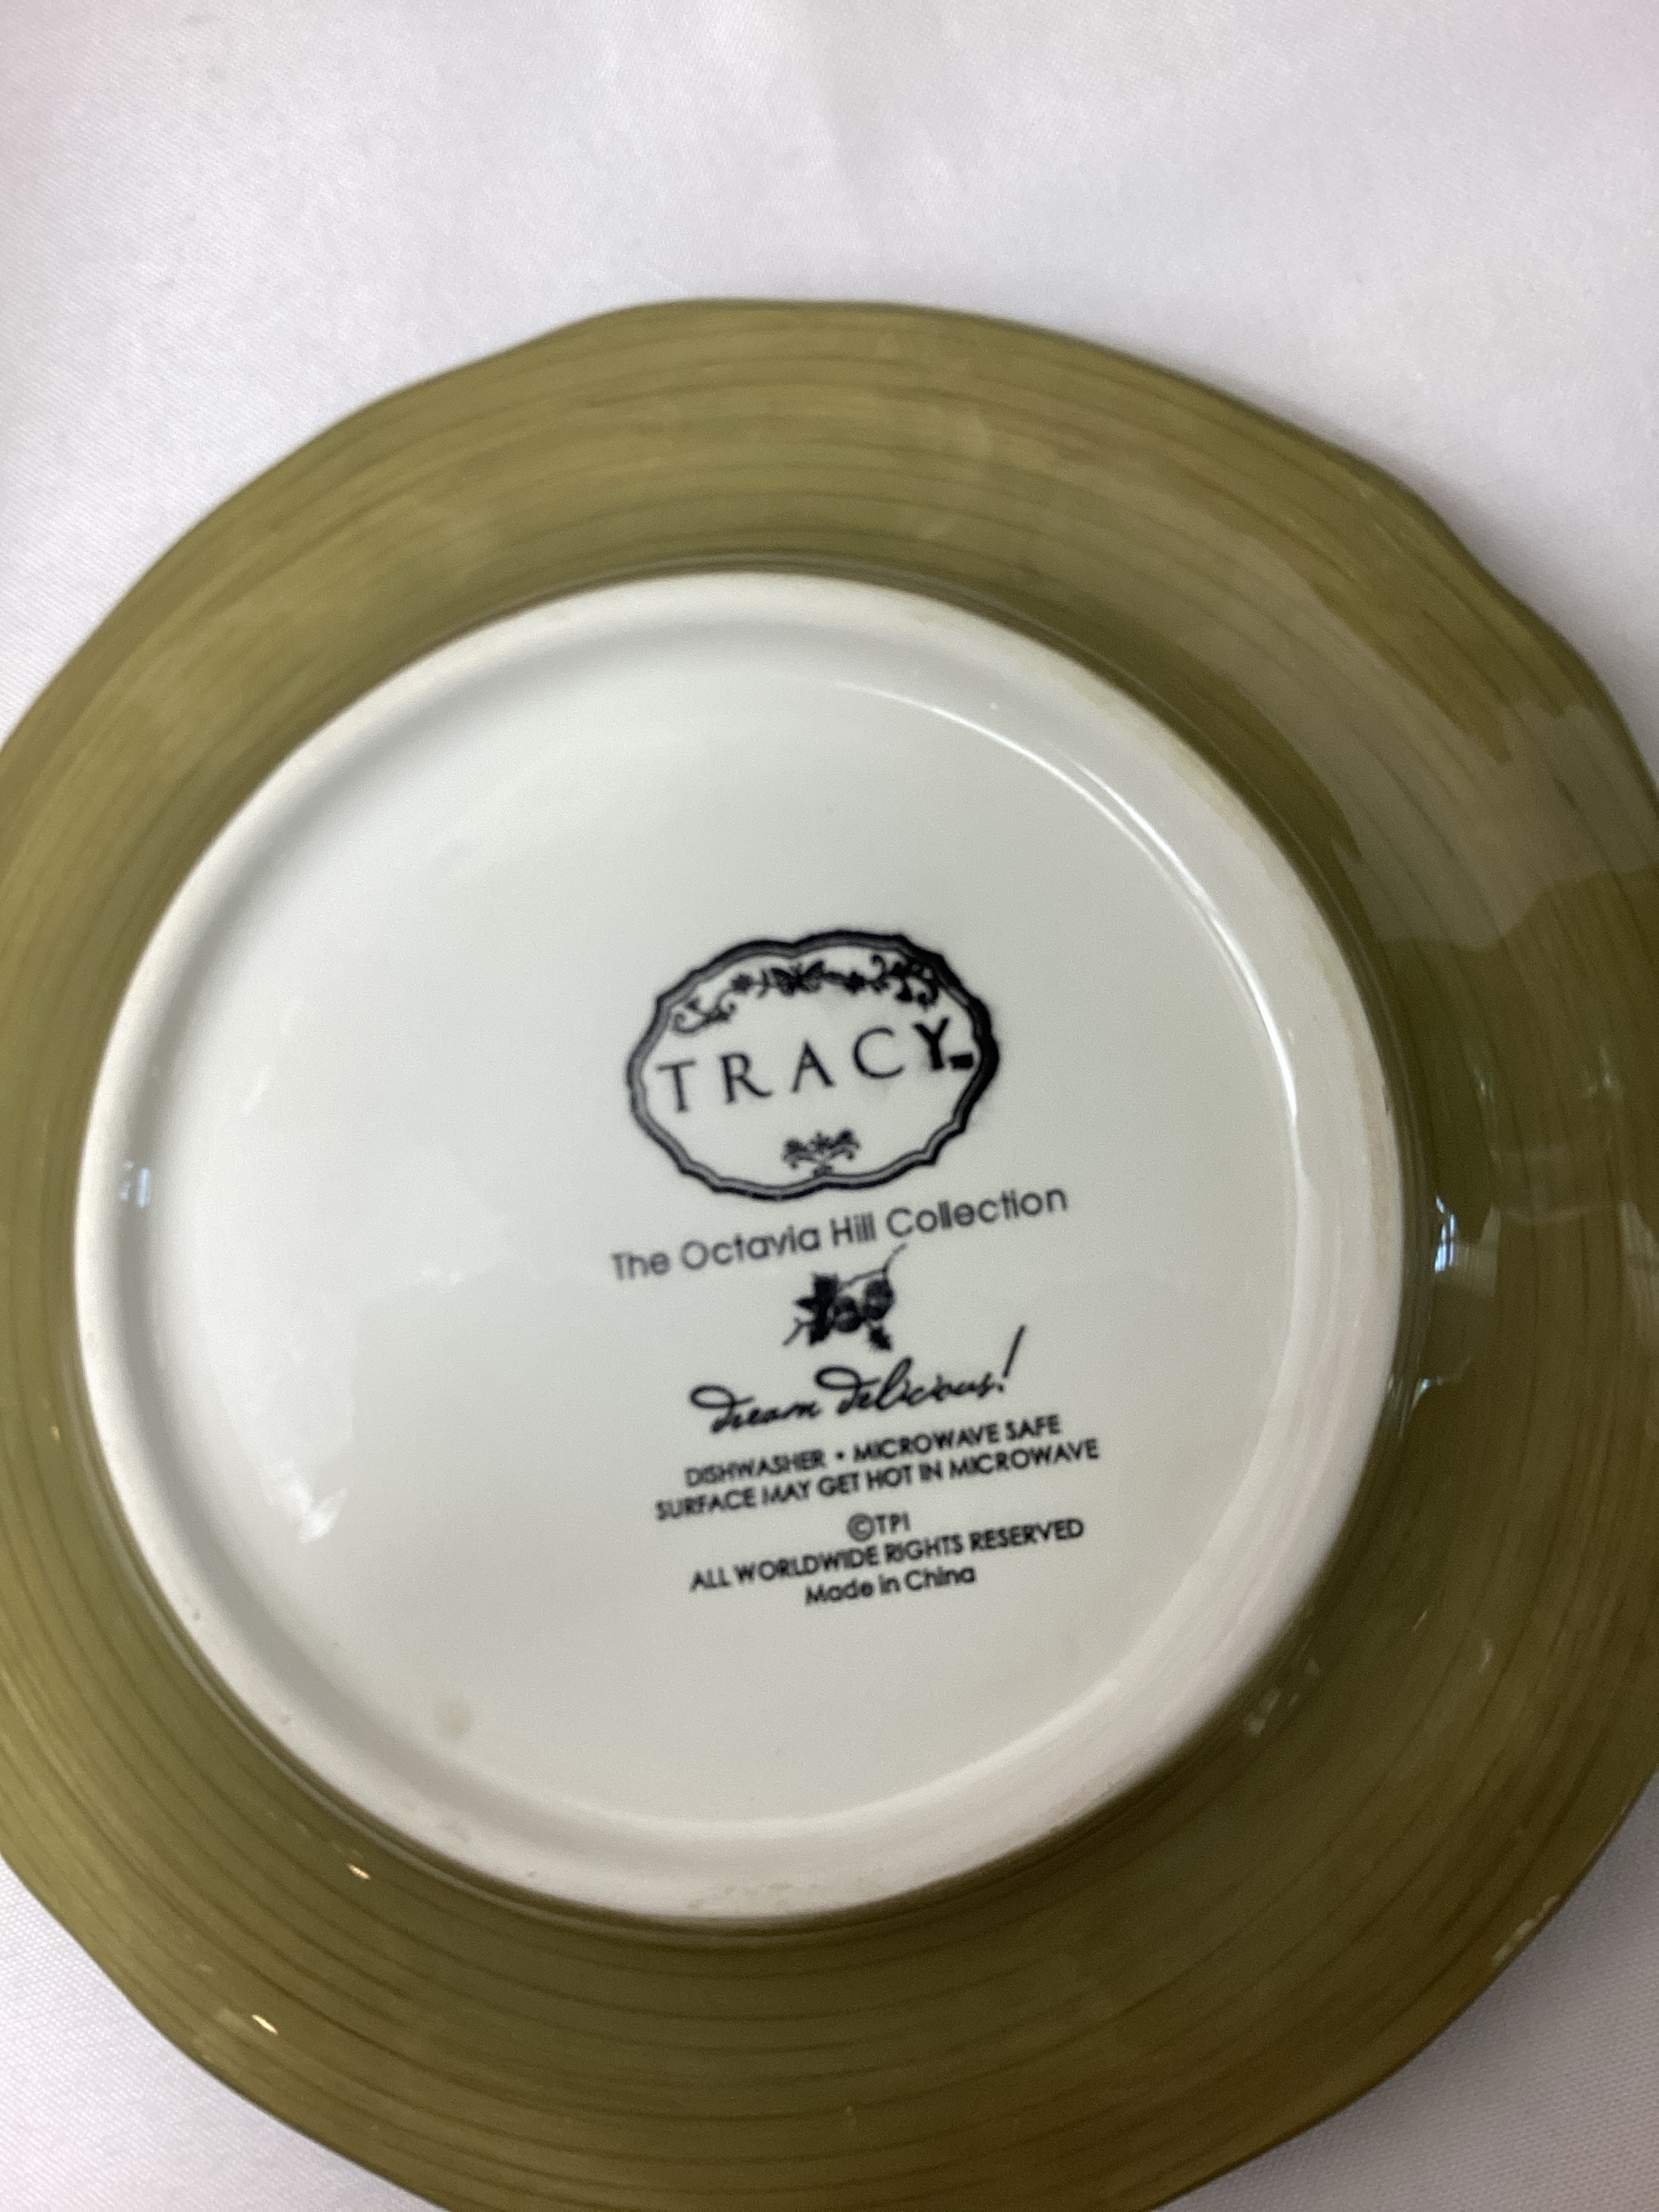 TRACY™
The Octavia Hill Collection
dream delicious!
DISHWASHER • MICROWAVE SAFE
SURFACE MAY GET HOT IN MICROWAVE
©TPI
ALL WORLDWIDE RIGHTS RESERVED
Made in China